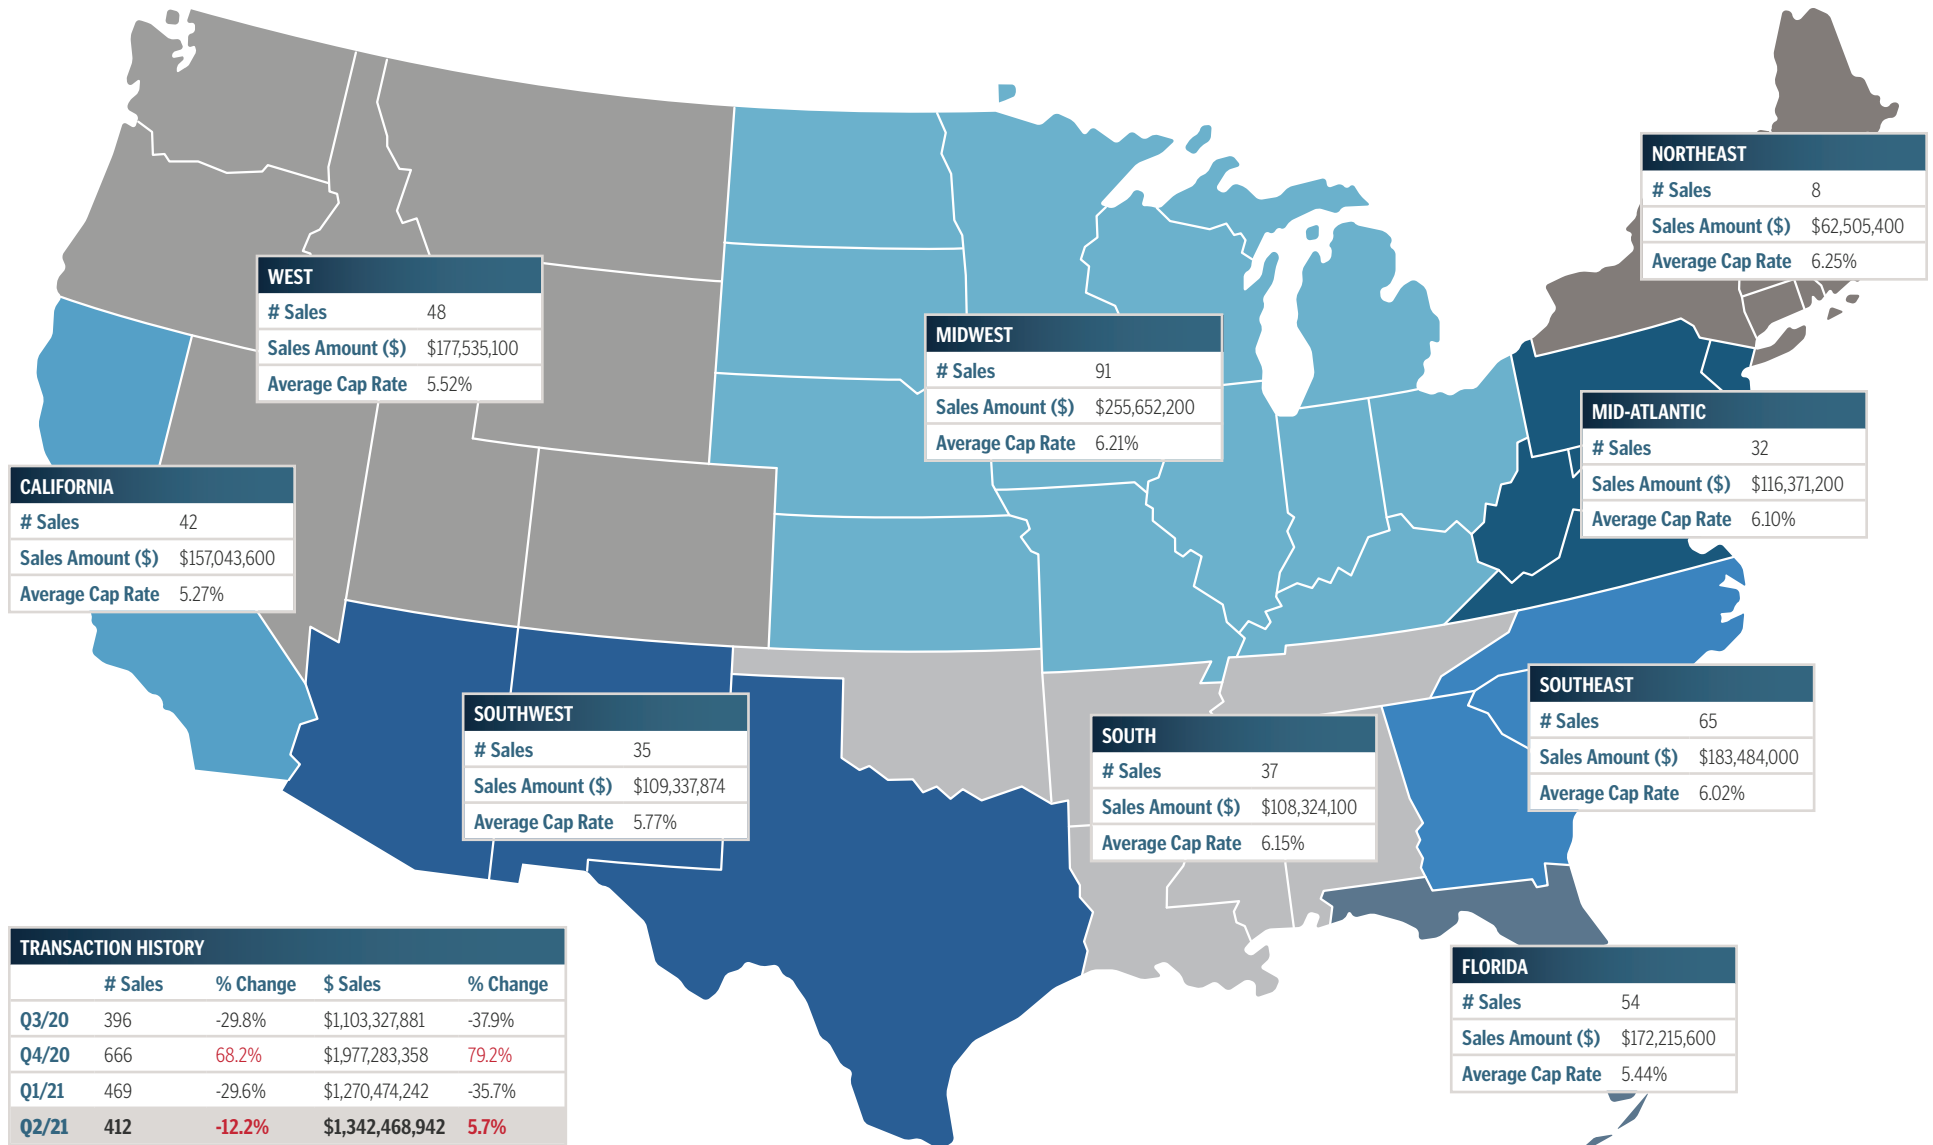 NORTHEAST
# Sales 8
Sales Amount ($) $62,505,400
Average Cap Rate 6.25%
WEST
# Sales 48
Sales Amount ($) $177,535,100
Average Cap Rate 5.52%
MIDWEST
# Sales 91
Sales Amount ($) $255,652,200
Average Cap Rate 6.21%
MID-ATLANTIC
# Sales 32
Sales Amount ($) $116,371,200
Average Cap Rate 6.10%
CALIFORNIA
# Sales 42
Sales Amount ($) $157,043,600
Average Cap Rate 5.27%
SOUTHWEST
# Sales 35
Sales Amount ($) $109,337,874
Average Cap Rate 5.77%
SOUTH
# Sales 37
Sales Amount ($) $108,324,100
Average Cap Rate 6.15%
SOUTHEAST
# Sales 65
Sales Amount ($) $183,484,000
Average Cap Rate 6.02%
FLORIDA
# Sales 54
Sales Amount ($) $172,215,600
Average Cap Rate 5.44%
TRANSACTION HISTORY
# Sales % Change $ Sales % Change
Q3/20 396 -29.8% $1,103,327,881 -37.9%
Q4/20 666 68.2% $1,977,283,358 79.2%
Q1/21 469 -29.6% $1,270,474,242 -35.7%
Q2/21 412 -12.2% $1,342,468,942 5.7%